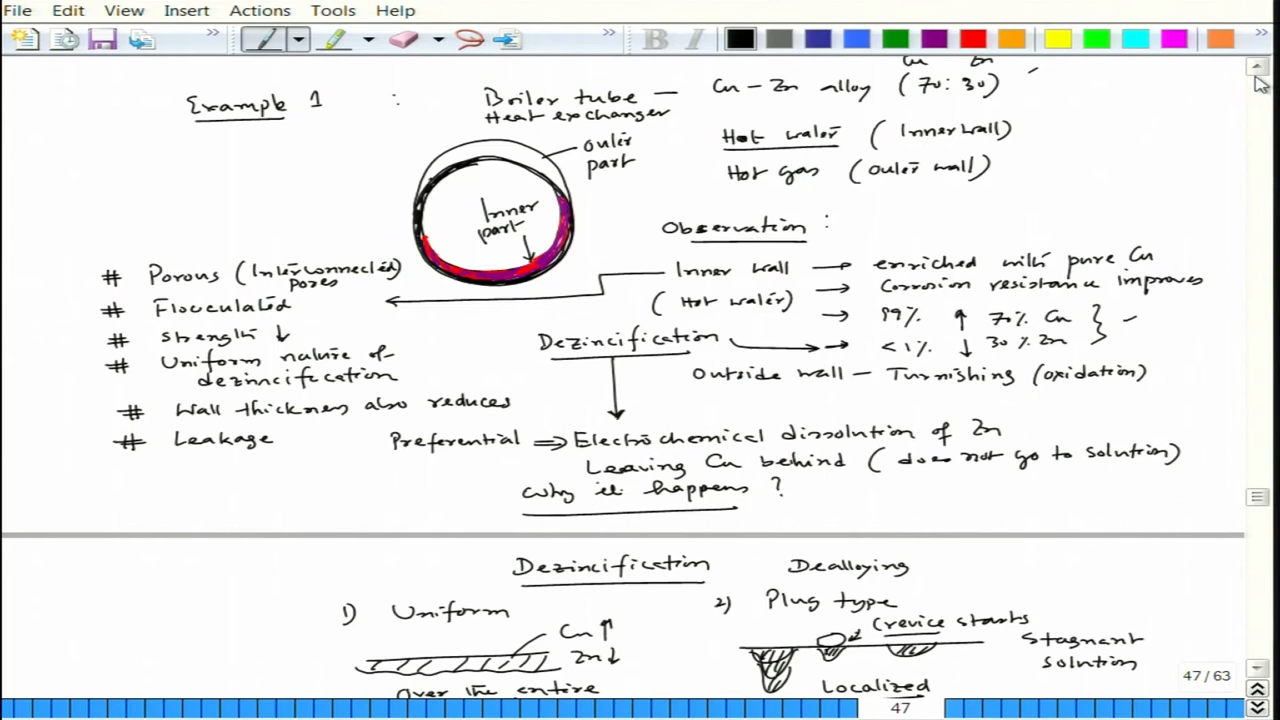 File Edit View Insert Actions Tools Help
B I
Cu Zn
Example 1 : Boiler tube — Cu-Zn alloy (70:30)
Heat exchanger
outer part
Hot water (Inner wall)
Hot gas (outer wall)
Inner part
Observation :
# Porous (Interconnected pores)
# Flocculated
# Strength ↓
# Uniform nature of dezincification
# Wall thickness also reduces
# Leakage
Inner wall → enriched with pure Cu
(Hot water) → Corrosion resistance improves
→ 99% ↑ 70% Cu
Dezincification → <1% ↓ 30% Zn
Outside wall — Turnishing (oxidation)
Preferential ⇒ Electrochemical dissolution of Zn
Leaving Cu behind (does not go to solution)
Why it happens ?
Dezincification Dealloying
1) Uniform
Cu↑
Zn↓
over the entire
2) Plug type
Crevice starts
Stagnant solution
Localized
47 / 63
47